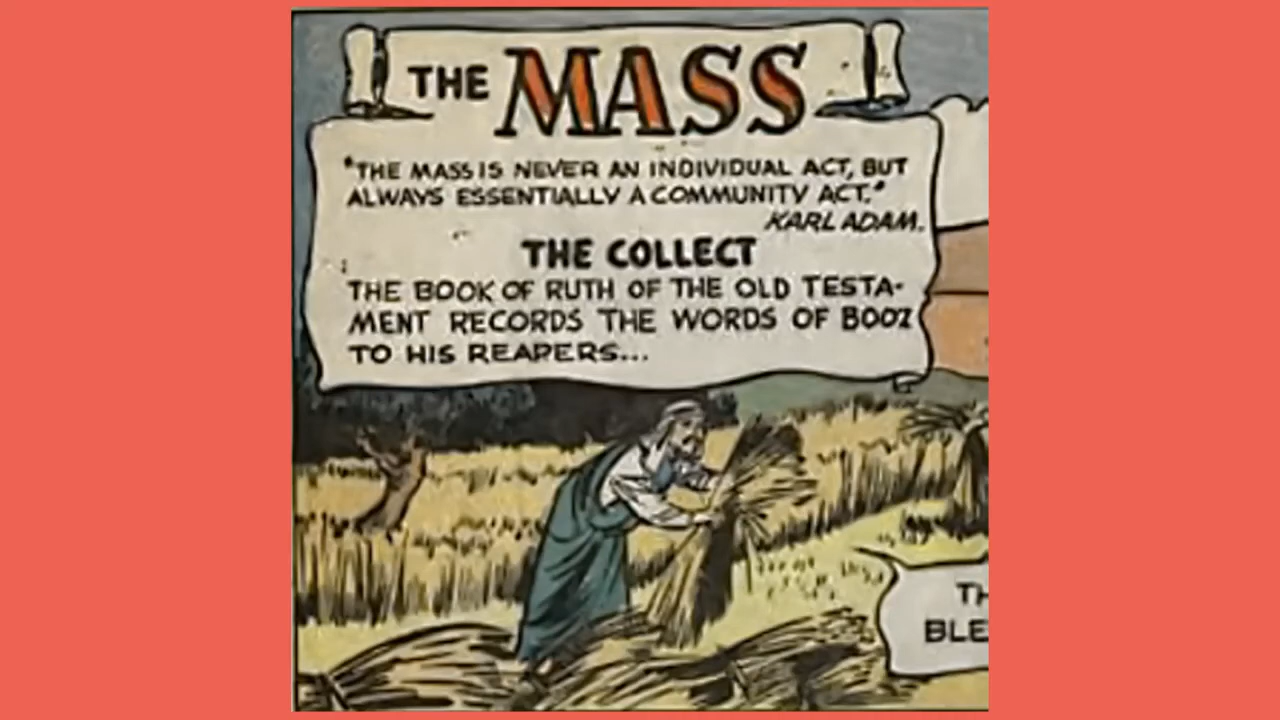 THE MASS
"THE MASS IS NEVER AN INDIVIDUAL ACT, BUT
ALWAYS ESSENTIALLY A COMMUNITY ACT."
KARL ADAM.
THE COLLECT
THE BOOK OF RUTH OF THE OLD TESTA-
MENT RECORDS THE WORDS OF BOOZ
TO HIS REAPERS...